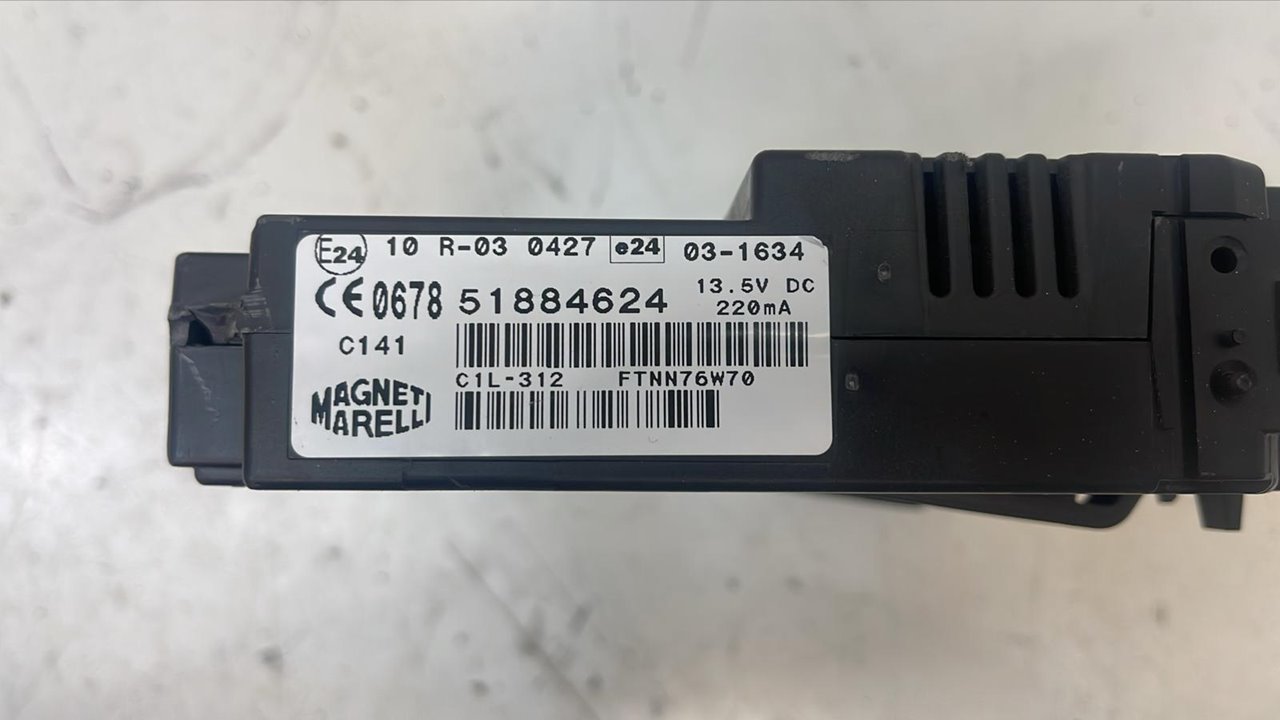 E24 10 R-03 0427 e24 03-1634
CE 0678 51884624 13.5V DC
220mA
C141
C1L-312 FTNN76W70
MAGNETI
MARELLI